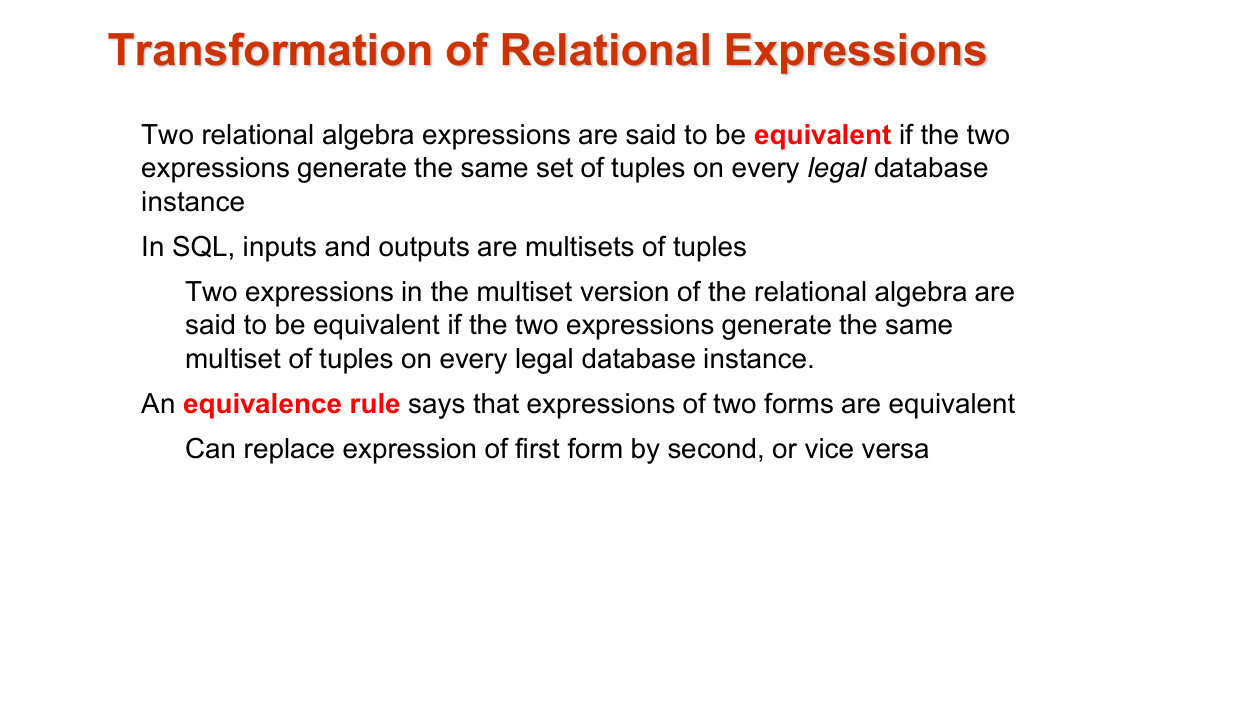 Transformation of Relational Expressions
Two relational algebra expressions are said to be equivalent if the two
expressions generate the same set of tuples on every legal database
instance
In SQL, inputs and outputs are multisets of tuples
Two expressions in the multiset version of the relational algebra are
said to be equivalent if the two expressions generate the same
multiset of tuples on every legal database instance.
An equivalence rule says that expressions of two forms are equivalent
Can replace expression of first form by second, or vice versa